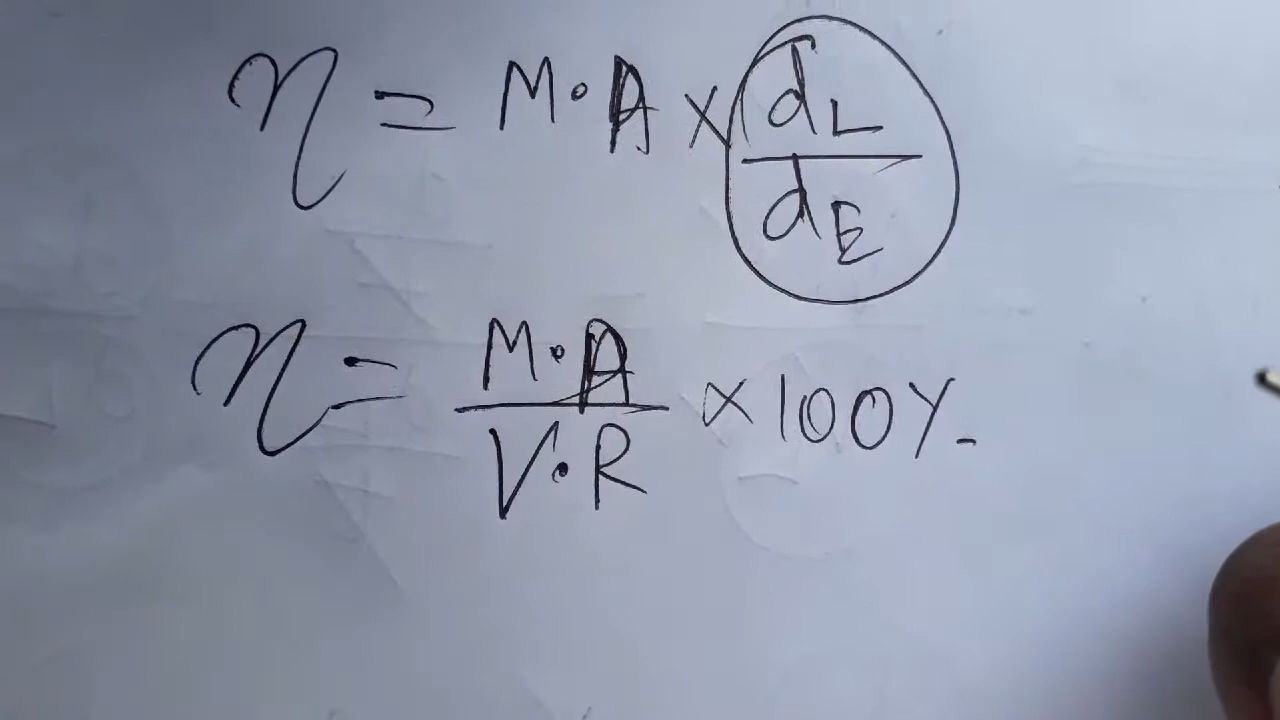 η = M·A × dL/dE
η = M·A/V·R × 100%